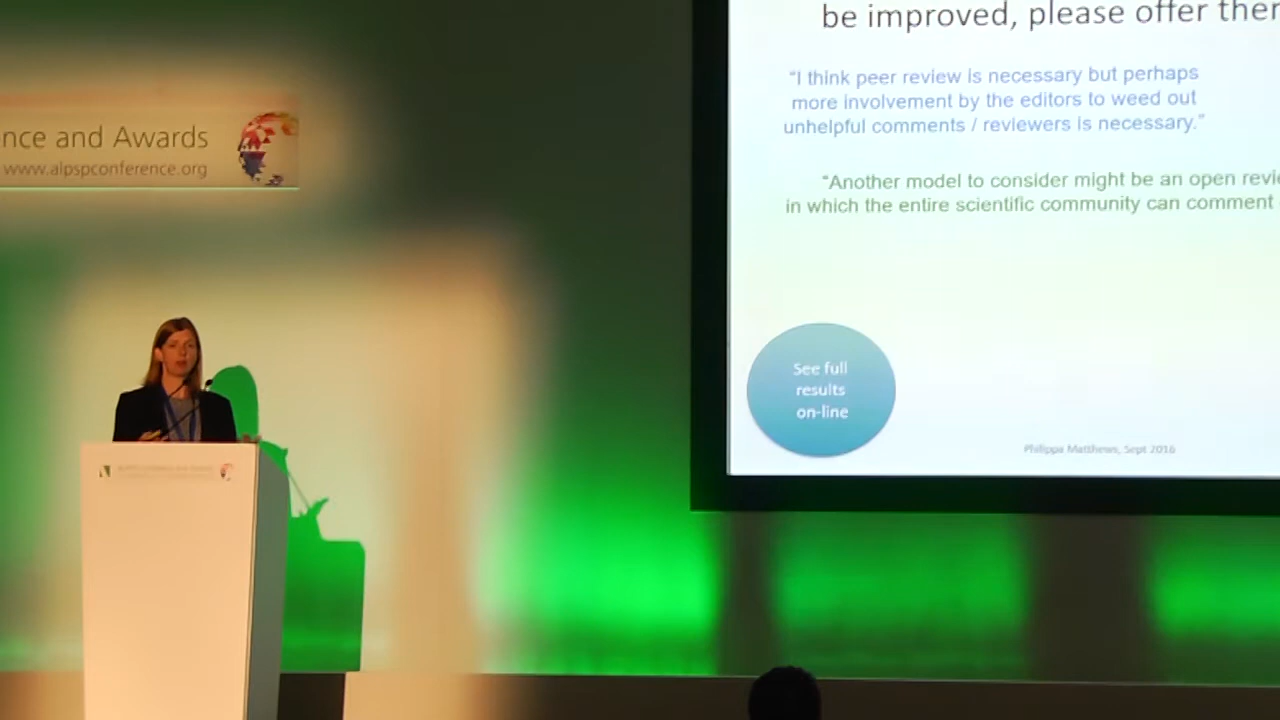 nce and Awards
www.alpspconference.org
be improved, please offer ther
“I think peer review is necessary but perhaps
more involvement by the editors to weed out
unhelpful comments / reviewers is necessary.”
“Another model to consider might be an open revie
in which the entire scientific community can comment
See full
results
on-line
Philippa Matthews, Sept 2016